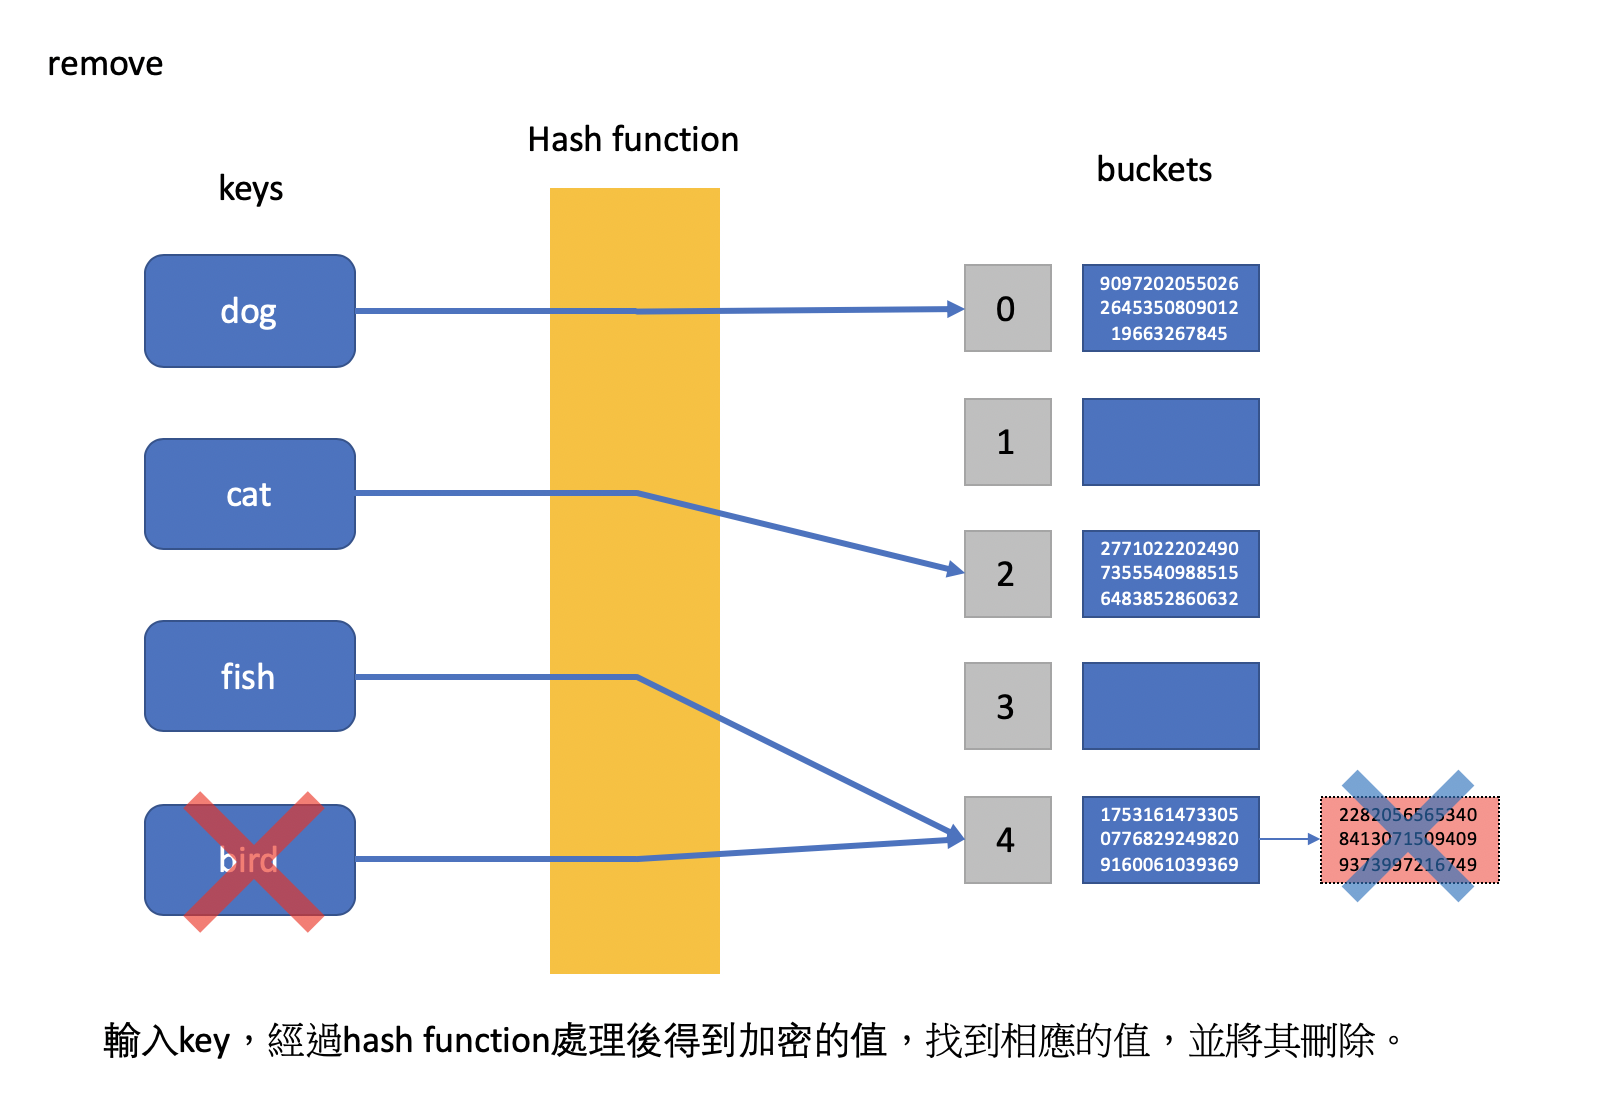 remove
Hash function
keys
buckets
dog
0
9097202055026
2645350809012
19663267845
1
cat
2
2771022202490
7355540988515
6483852860632
fish
3
bird
4
1753161473305
0776829249820
9160061039369
2282056565340
8413071509409
9373997216749
輸入key，經過hash function處理後得到加密的值，找到相應的值，並將其刪除。